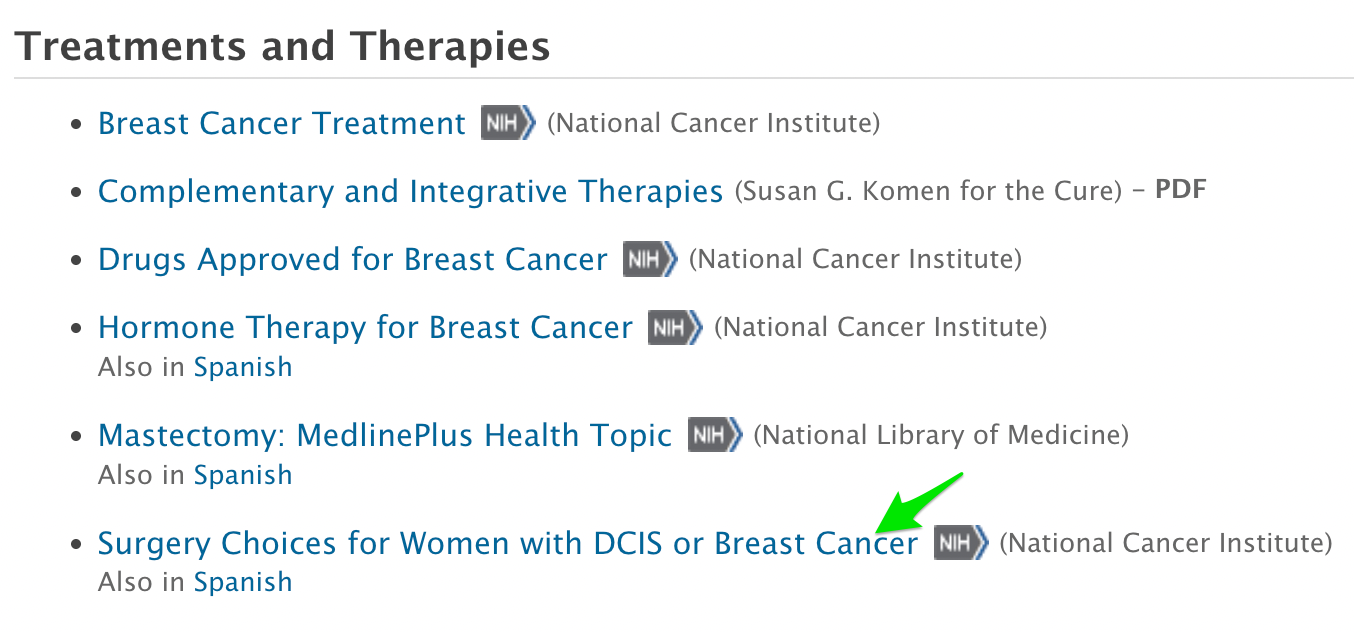 Treatments and Therapies
Breast Cancer Treatment NIH (National Cancer Institute)
Complementary and Integrative Therapies (Susan G. Komen for the Cure) – PDF
Drugs Approved for Breast Cancer NIH (National Cancer Institute)
Hormone Therapy for Breast Cancer NIH (National Cancer Institute)
Also in Spanish
Mastectomy: MedlinePlus Health Topic NIH (National Library of Medicine)
Also in Spanish
Surgery Choices for Women with DCIS or Breast Cancer NIH (National Cancer Institute)
Also in Spanish